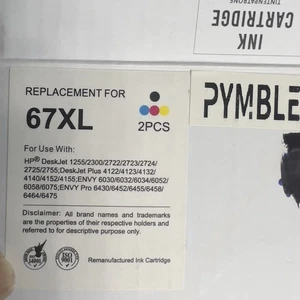 INK
CARTRIDGE
TINTENPATRONEN
REPLACEMENT FOR
67XL
2PCS
PYMBLE
For Use With:
HP® DeskJet 1255/2300/2722/2723/2724
2725/2755;DeskJet Plus 4122/4123/4132/
4140/4152/4155;ENVY 6030/6032/6034/6052/
6058/6075;ENVY Pro 6430/6452/6455/6458/
6464/6475
Disclaimer: All brand names and trademarks
are the properties of their respective holders and
referred to for descriptive purpose only.
14001
9001
Remanufactured Ink Cartridge